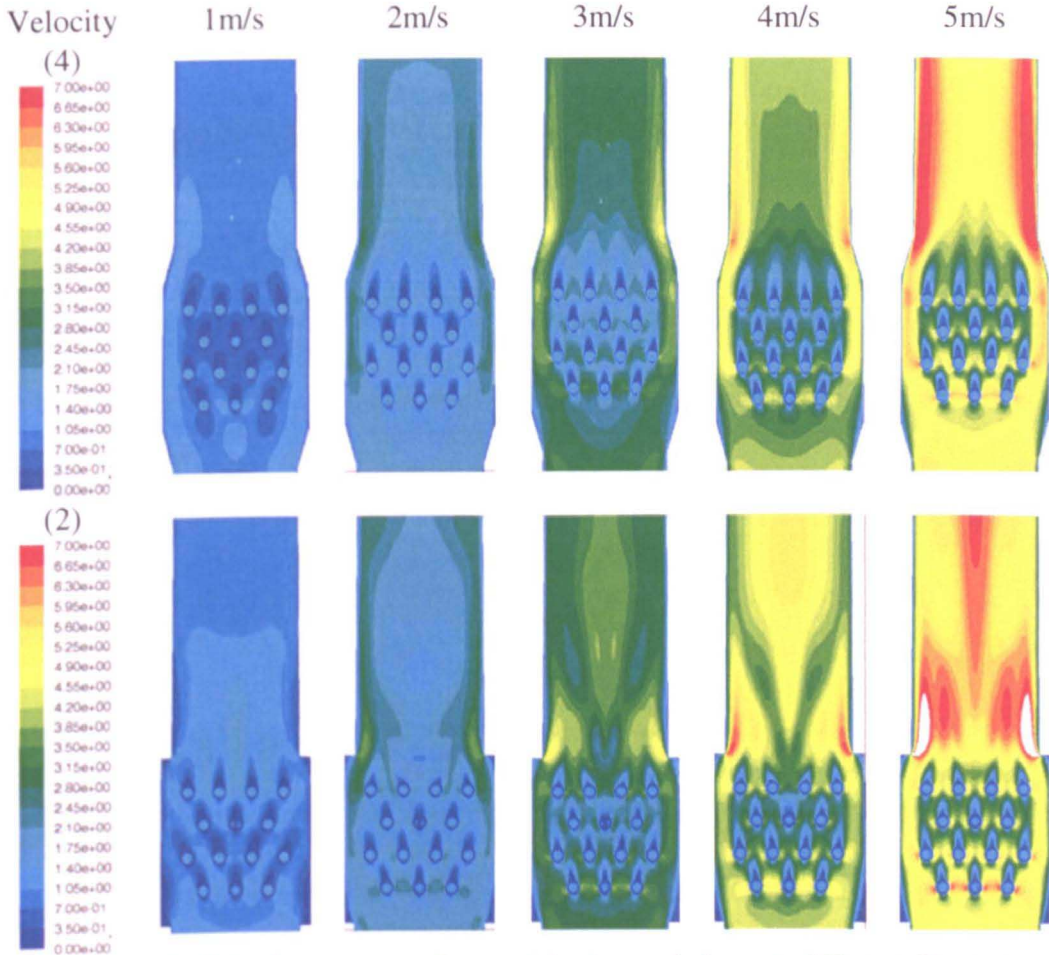 Velocity 1m/s 2m/s 3m/s 4m/s 5m/s
(4)
7.00e+00
6.65e+00
6.30e+00
5.95e+00
5.60e+00
5.25e+00
4.90e+00
4.55e+00
4.20e+00
3.85e+00
3.50e+00
3.15e+00
2.80e+00
2.45e+00
2.10e+00
1.75e+00
1.40e+00
1.05e+00
7.00e-01
3.50e-01
0.00e+00
(2)
7.00e+00
6.65e+00
6.30e+00
5.95e+00
5.60e+00
5.25e+00
4.90e+00
4.55e+00
4.20e+00
3.85e+00
3.50e+00
3.15e+00
2.80e+00
2.45e+00
2.10e+00
1.75e+00
1.40e+00
1.05e+00
7.00e-01
3.50e-01
0.00e+00